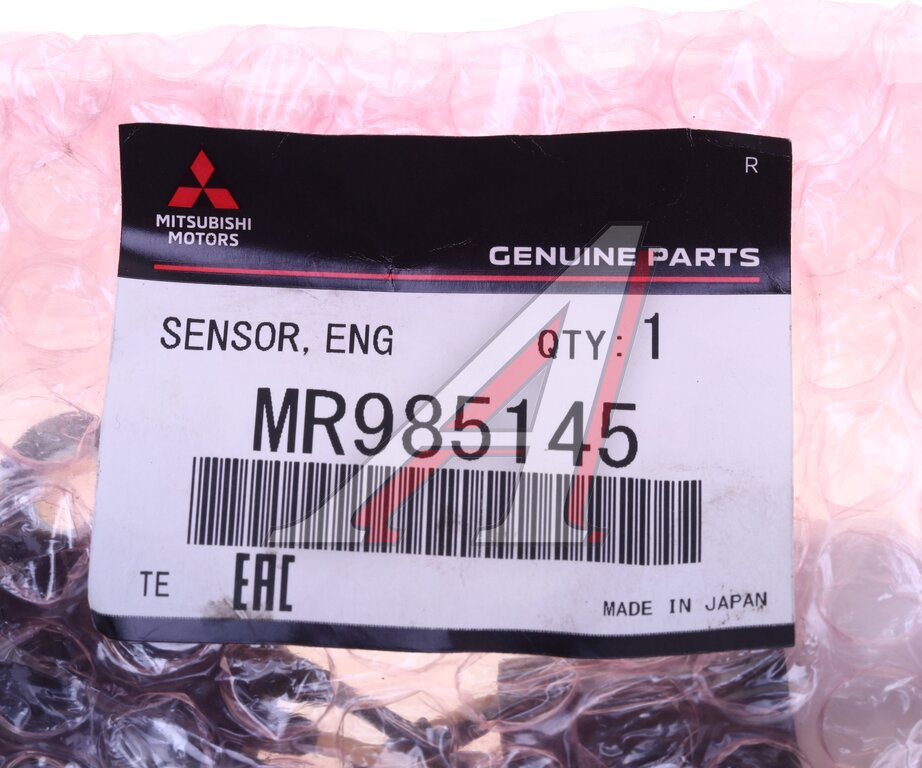 R
MITSUBISHI
MOTORS
GENUINE PARTS
SENSOR, ENG
QTY: 1
MR985145
TE
EAC
MADE IN JAPAN